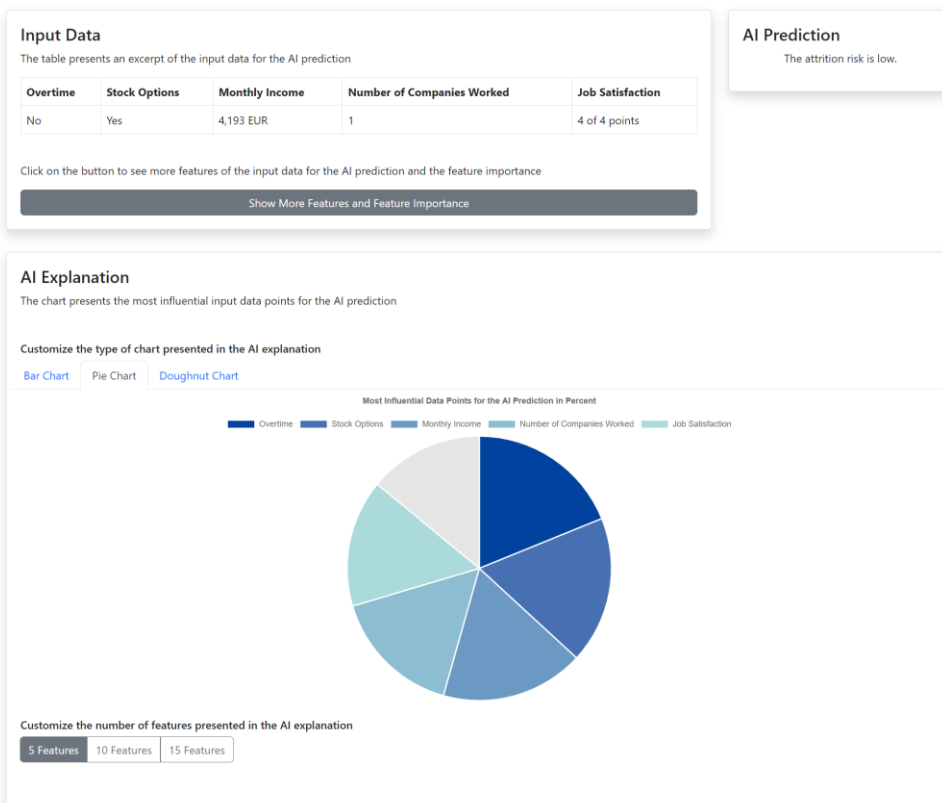 Input Data
The table presents an excerpt of the input data for the AI prediction
Overtime Stock Options Monthly Income Number of Companies Worked Job Satisfaction
No Yes 4,193 EUR 1 4 of 4 points
Click on the button to see more features of the input data for the AI prediction and the feature importance
Show More Features and Feature Importance
AI Prediction
The attrition risk is low.
AI Explanation
The chart presents the most influential input data points for the AI prediction
Customize the type of chart presented in the AI explanation
Bar Chart Pie Chart Doughnut Chart
Most Influential Data Points for the AI Prediction in Percent
Overtime Stock Options Monthly Income Number of Companies Worked Job Satisfaction
Customize the number of features presented in the AI explanation
5 Features 10 Features 15 Features